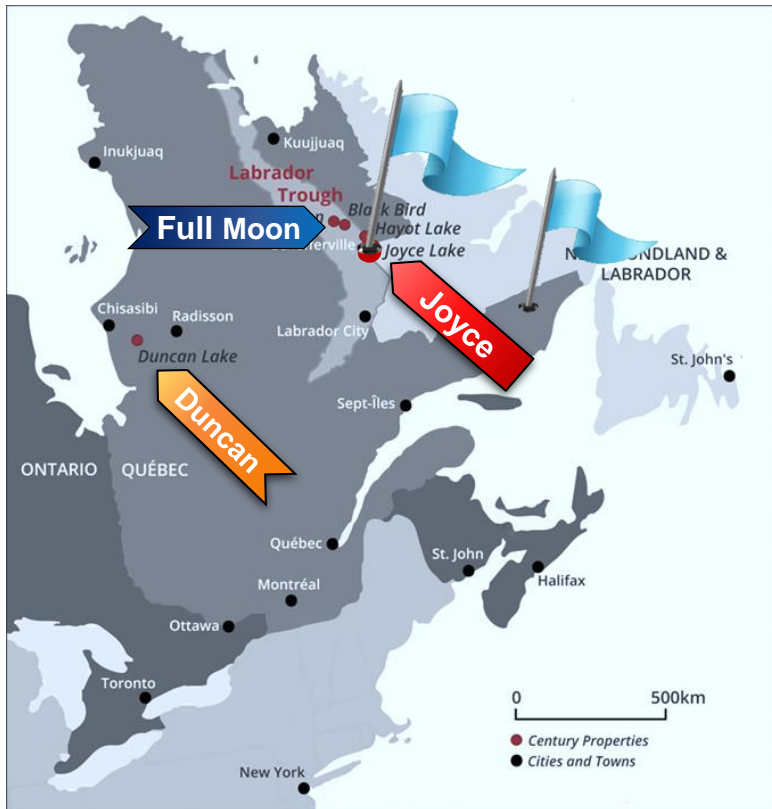 Inukjuaq
Kuujjuaq
Labrador
Trough
Black Bird
Hayot Lake
Joyce Lake
Full Moon
Joyce
LABRADOR
Chisasibi
Radisson
Labrador City
Duncan Lake
St. John's
Sept-Îles
Duncan
ONTARIO
QUÉBEC
Québec
St. John
Halifax
Montréal
Ottawa
Toronto
New York
0
500km
Century Properties
Cities and Towns